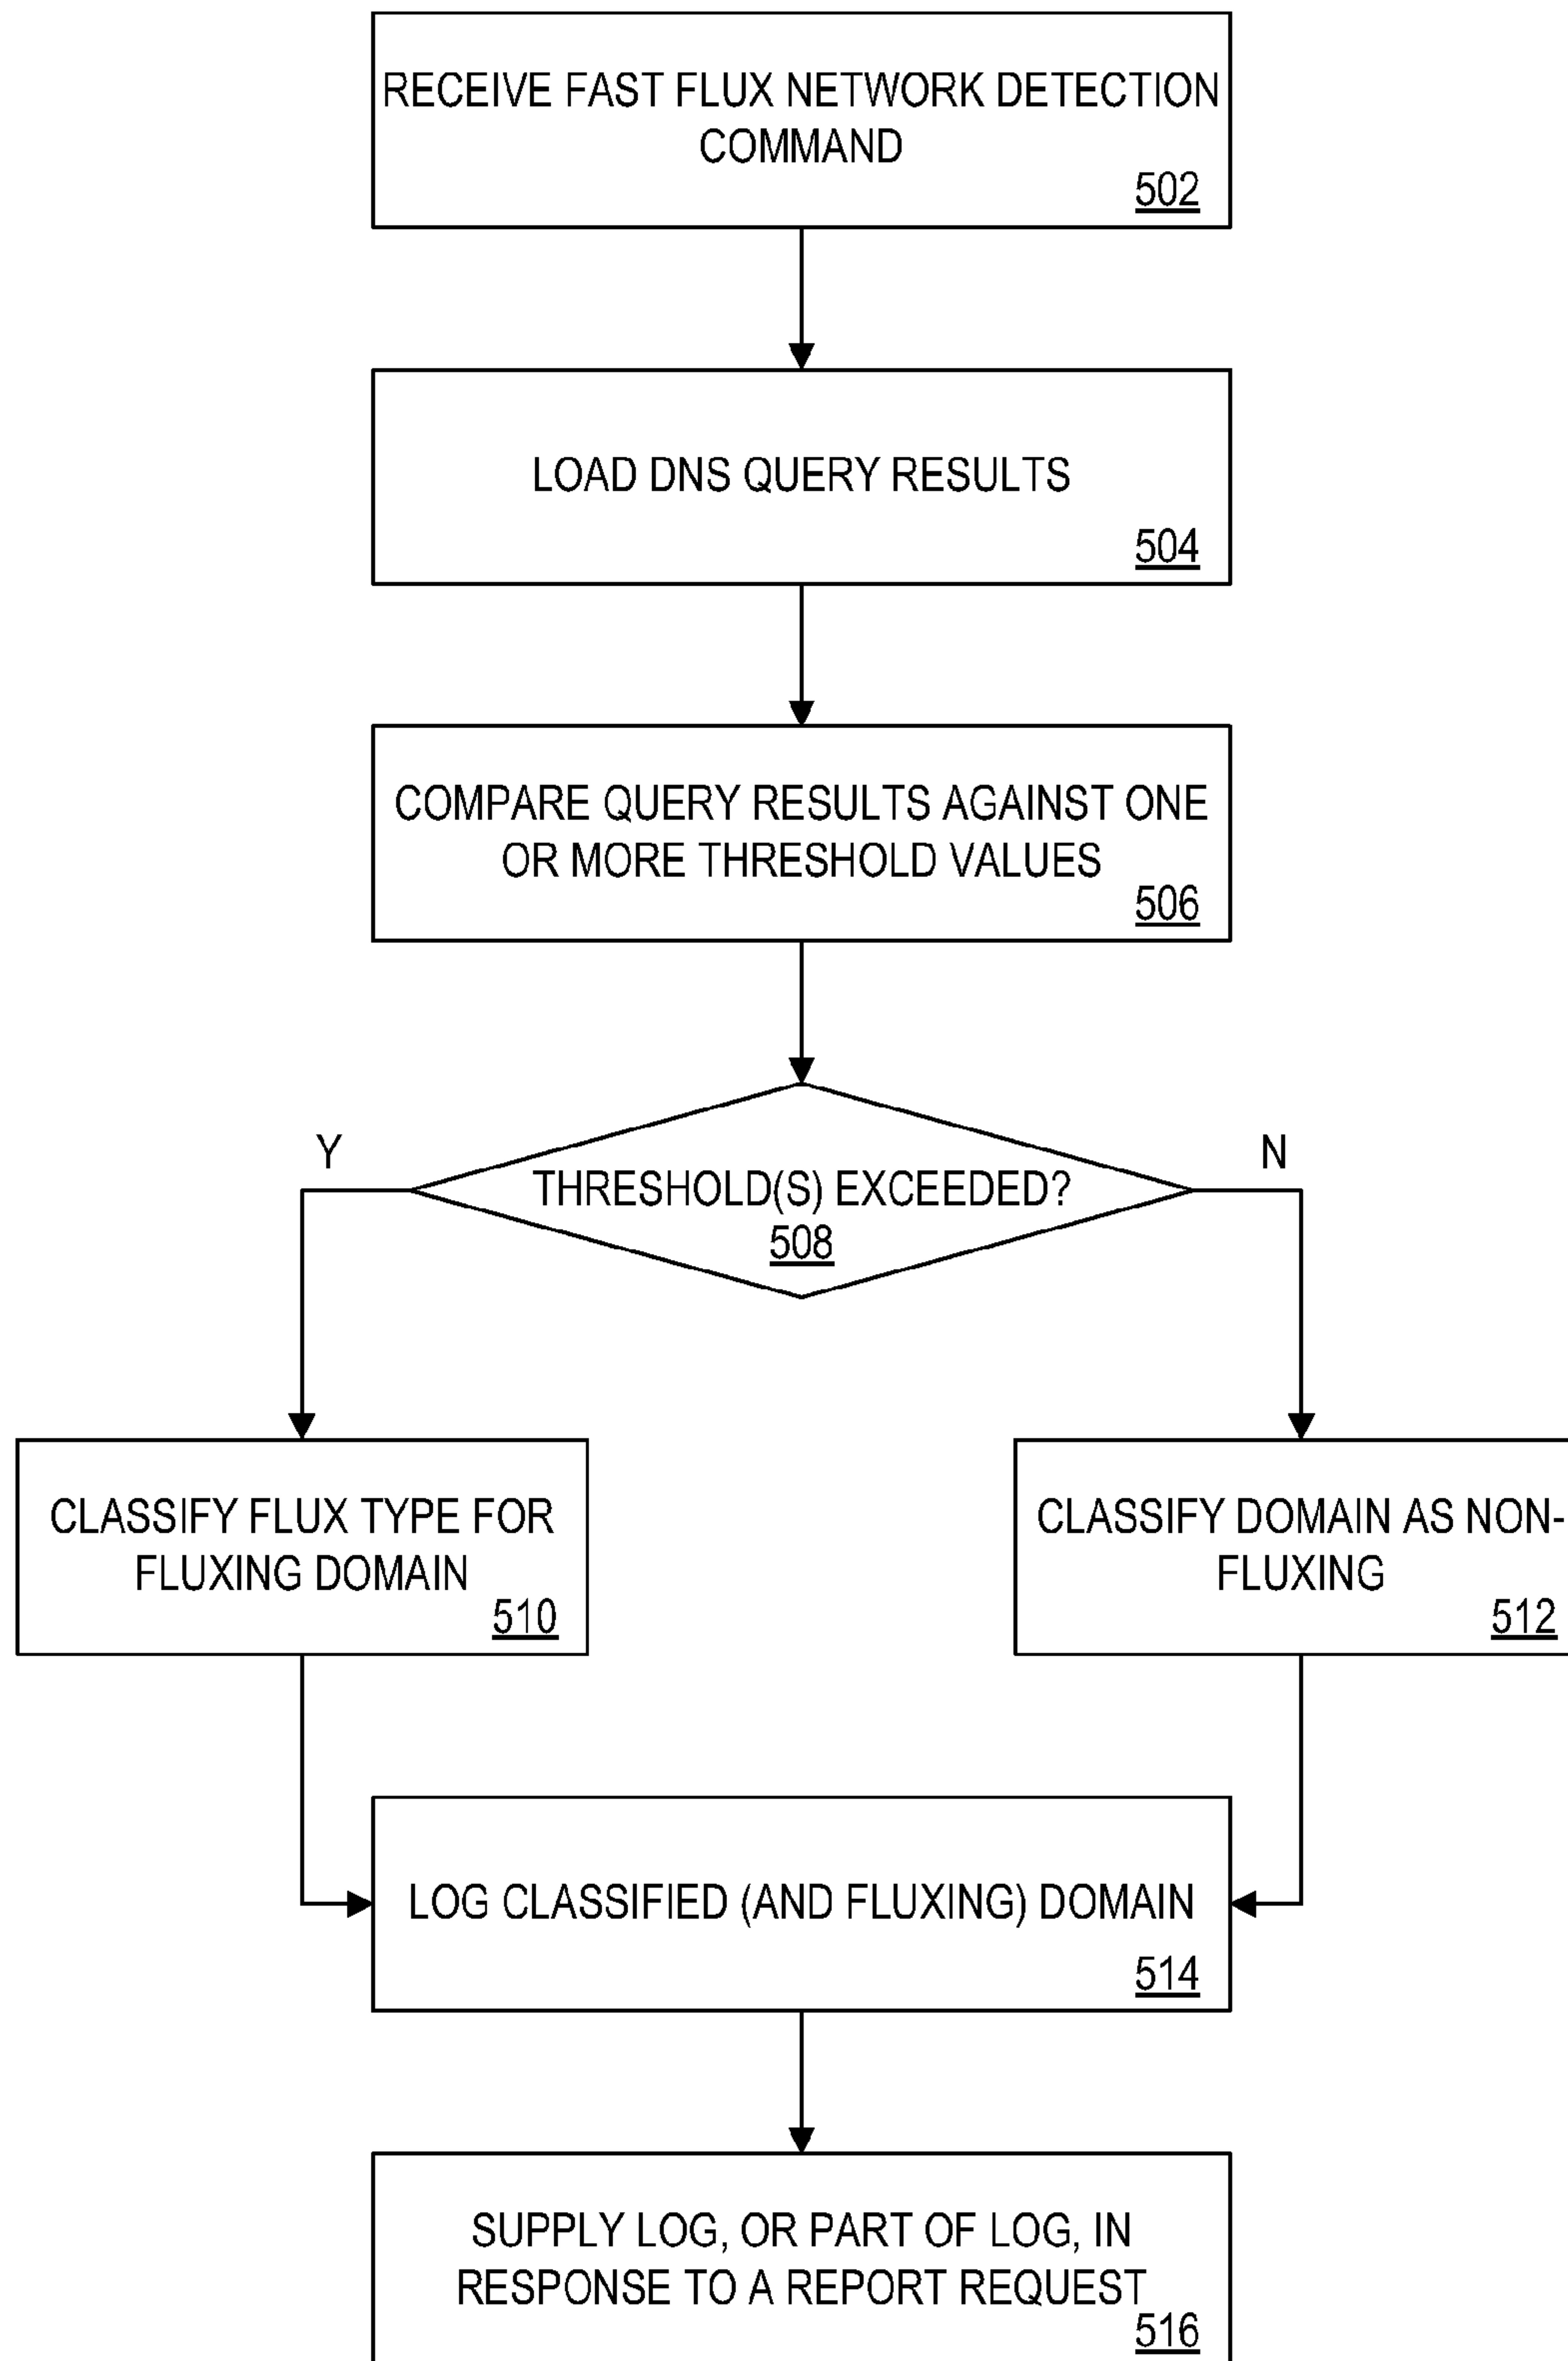 RECEIVE FAST FLUX NETWORK DETECTION
COMMAND
502
LOAD DNS QUERY RESULTS
504
COMPARE QUERY RESULTS AGAINST ONE
OR MORE THRESHOLD VALUES
506
Y
N
THRESHOLD(S) EXCEEDED?
508
CLASSIFY FLUX TYPE FOR
FLUXING DOMAIN
510
CLASSIFY DOMAIN AS NON-
FLUXING
512
LOG CLASSIFIED (AND FLUXING) DOMAIN
514
SUPPLY LOG, OR PART OF LOG, IN
RESPONSE TO A REPORT REQUEST
516